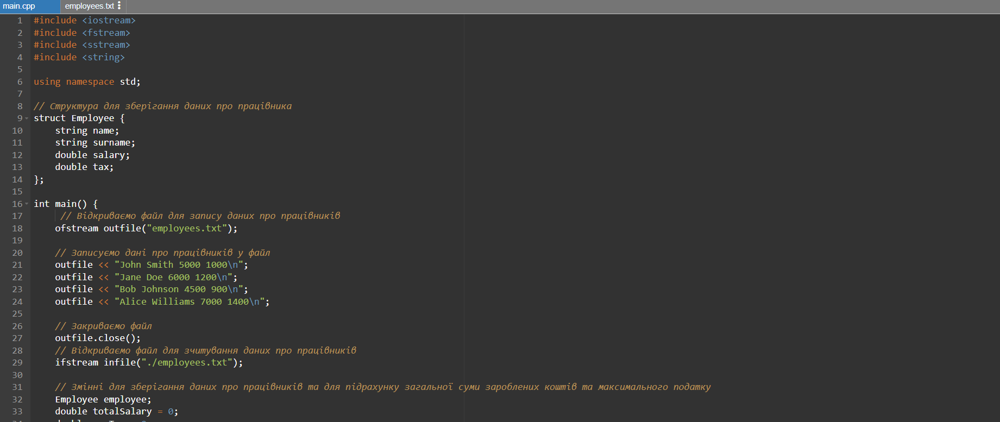 main.cpp
employees.txt
1 #include <iostream>
2 #include <fstream>
3 #include <sstream>
4 #include <string>
5
6 using namespace std;
7
8 // Структура для зберігання даних про працівника
9 struct Employee {
10 string name;
11 string surname;
12 double salary;
13 double tax;
14 };
15
16 int main() {
17 // Відкриваємо файл для запису даних про працівників
18 ofstream outfile("employees.txt");
19
20 // Записуємо дані про працівників у файл
21 outfile << "John Smith 5000 1000\n";
22 outfile << "Jane Doe 6000 1200\n";
23 outfile << "Bob Johnson 4500 900\n";
24 outfile << "Alice Williams 7000 1400\n";
25
26 // Закриваємо файл
27 outfile.close();
28 // Відкриваємо файл для зчитування даних про працівників
29 ifstream infile("./employees.txt");
30
31 // Змінні для зберігання даних про працівників та для підрахунку загальної суми зароблених коштів та максимального податку
32 Employee employee;
33 double totalSalary = 0;